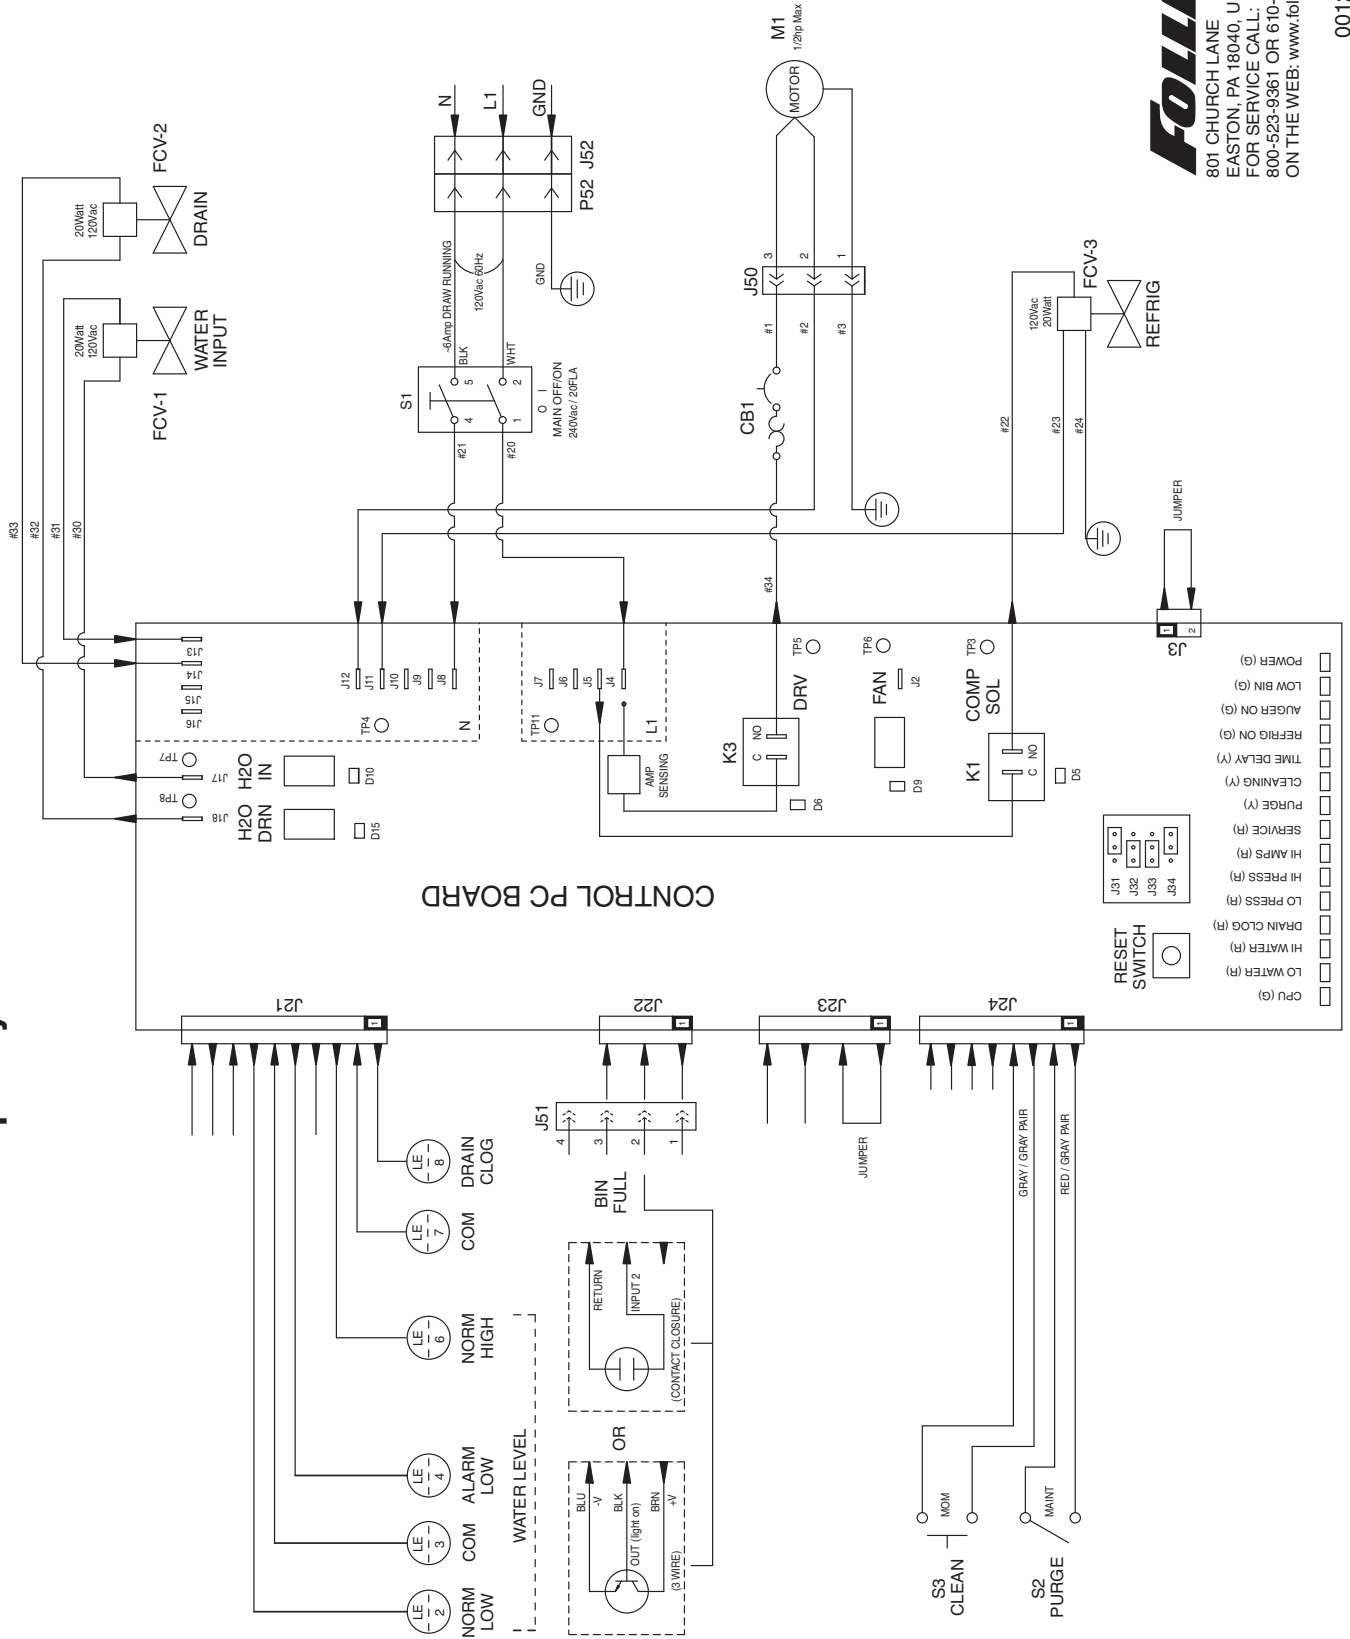 FCV-2
DRAIN
20Watt
120Vac
FCV-1
WATER
INPUT
20Watt
120Vac
#33
#32
#31
#30
N
L1
GND
J52
P52
~6Amp DRAW RUNNING
120Vac 60Hz
GND
BLK
WHT
S1
5
4
2
1
O I
MAIN OFF/ON
240Vac / 20FLA
#21
#20
M1
1/2hp Max
MOTOR
J50
3
2
1
#1
#2
#3
CB1
#34
FCV-3
REFRIG
120Vac
20Watt
#22
#23
#24
JUMPER
801 CHURCH LANE
EASTON, PA 18040, U
FOR SERVICE CALL:
800-523-9361 OR 610-
ON THE WEB: www.fol
J13
J14
J15
J16
TP7
J17
TP8
J18
H2O
IN
D10
H2O
DRN
D15
J12
J11
J10
J9
J8
TP4
N
J7
J6
J5
J4
TP11
L1
AMP
SENSING
K3
C
NO
DRV
TP5
D6
FAN
TP6
J2
D9
K1
C
NO
COMP
SOL
TP3
D5
J3
1
2
CONTROL PC BOARD
RESET
SWITCH
J31
J32
J33
J34
POWER (G)
LOW BIN (G)
AUGER ON (G)
REFRIG ON (G)
TIME DELAY (Y)
CLEANING (Y)
PURGE (Y)
SERVICE (R)
HI AMPS (R)
HI PRESS (R)
LO PRESS (R)
DRAIN CLOG (R)
HI WATER (R)
LO WATER (R)
CPU (G)
J21
1
J22
1
J23
1
J24
1
J51
4
3
2
1
JUMPER
GRAY / GRAY PAIR
RED / GRAY PAIR
LE
8
DRAIN
CLOG
LE
7
COM
LE
6
NORM
HIGH
LE
4
ALARM
LOW
LE
3
COM
LE
2
NORM
LOW
WATER LEVEL
BIN
FULL
RETURN
INPUT 2
(CONTACT CLOSURE)
OR
BLU
-V
BLK
OUT (light on)
BRN
+V
(3 WIRE)
MOM
S3
CLEAN
MAINT
S2
PURGE